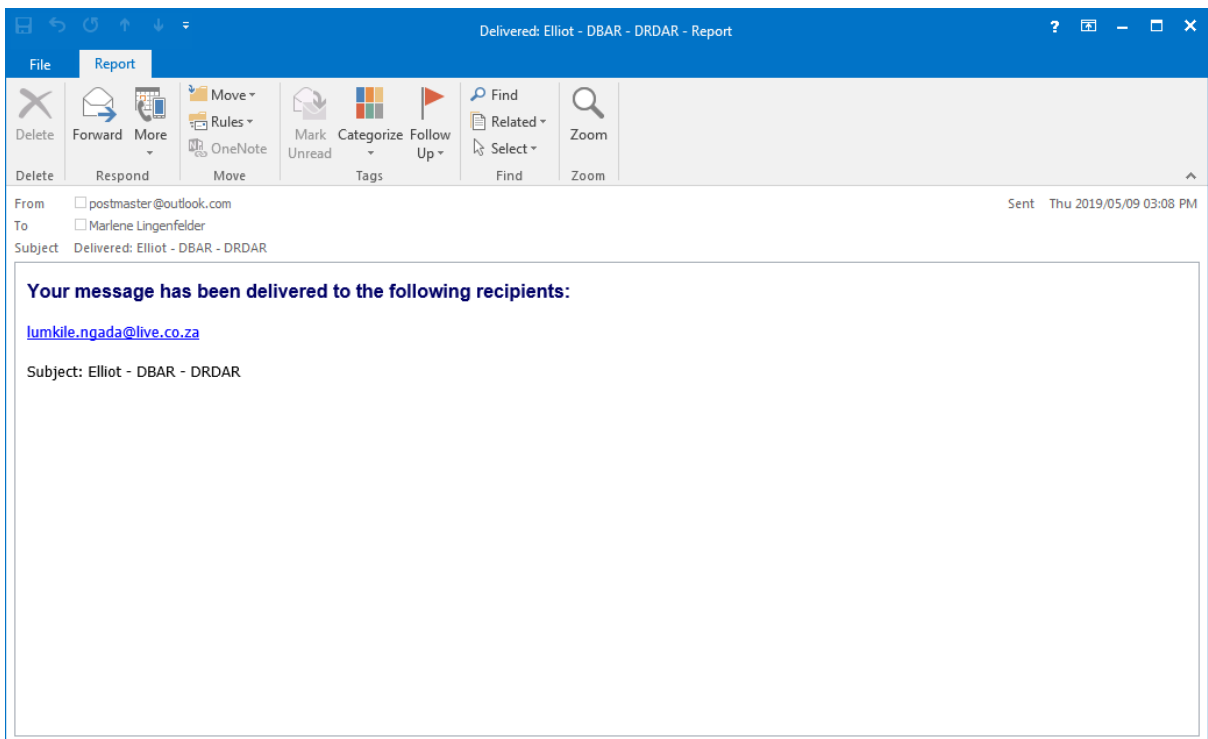 Delivered: Elliot - DBAR - DRDAR - Report
?
File Report
Delete Forward More Move Rules OneNote Mark Unread Categorize Follow Up Find Related Select Zoom
Delete Respond Move Tags Find Zoom
From postmaster@outlook.com Sent Thu 2019/05/09 03:08 PM
To Marlene Lingenfelder
Subject Delivered: Elliot - DBAR - DRDAR
Your message has been delivered to the following recipients:
lumkile.ngada@live.co.za
Subject: Elliot - DBAR - DRDAR